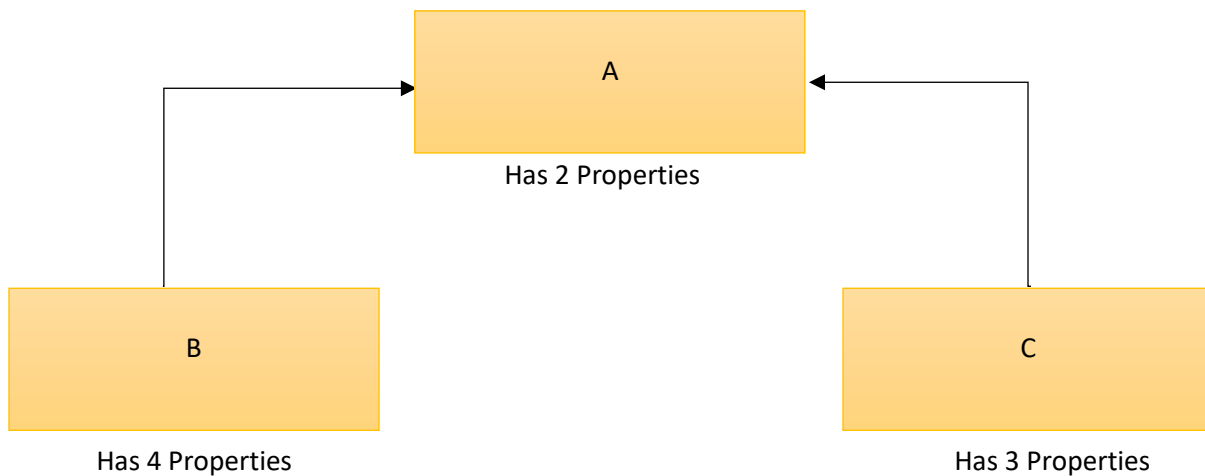 A
Has 2 Properties
B
C
Has 4 Properties
Has 3 Properties